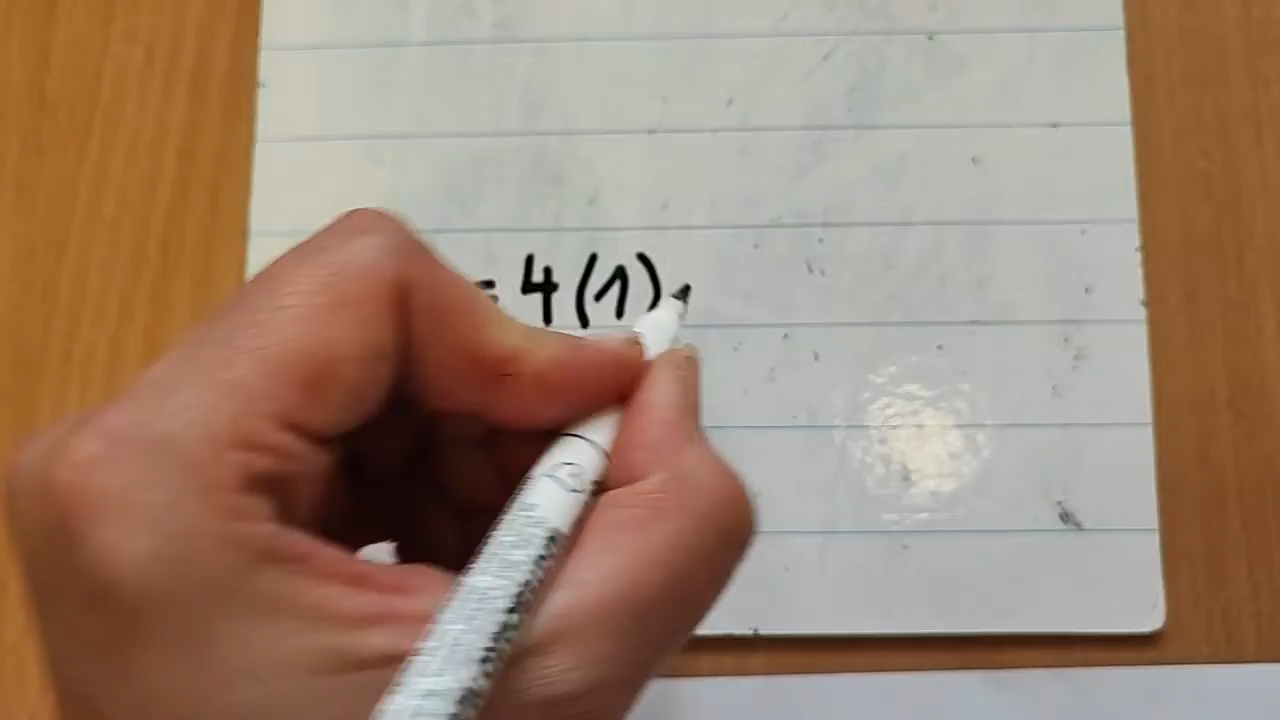 = 4(1)